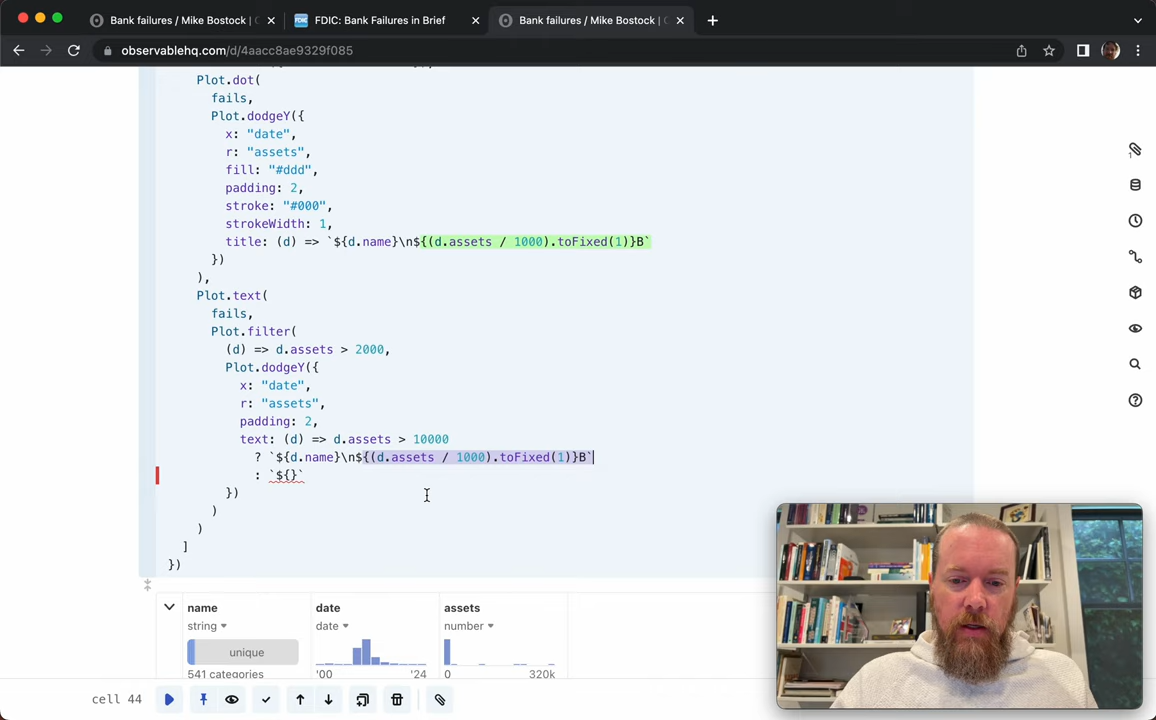 Bank failures / Mike Bostock |
FDIC: Bank Failures in Brief
Bank failures / Mike Bostock |
observablehq.com/d/4aacc8ae9329f085
Plot.dot(
fails,
Plot.dodgeY({
x: "date",
r: "assets",
fill: "#ddd",
padding: 2,
stroke: "#000",
strokeWidth: 1,
title: (d) => `${d.name}\n${(d.assets / 1000).toFixed(1)}B`
})
),
Plot.text(
fails,
Plot.filter(
(d) => d.assets > 2000,
Plot.dodgeY({
x: "date",
r: "assets",
padding: 2,
text: (d) => d.assets > 10000
? `${d.name}\n${(d.assets / 1000).toFixed(1)}B`
: `${}`
})
)
)
]
})
name date assets
string date number
unique
541 categories '00 '24 0 320k
cell 44